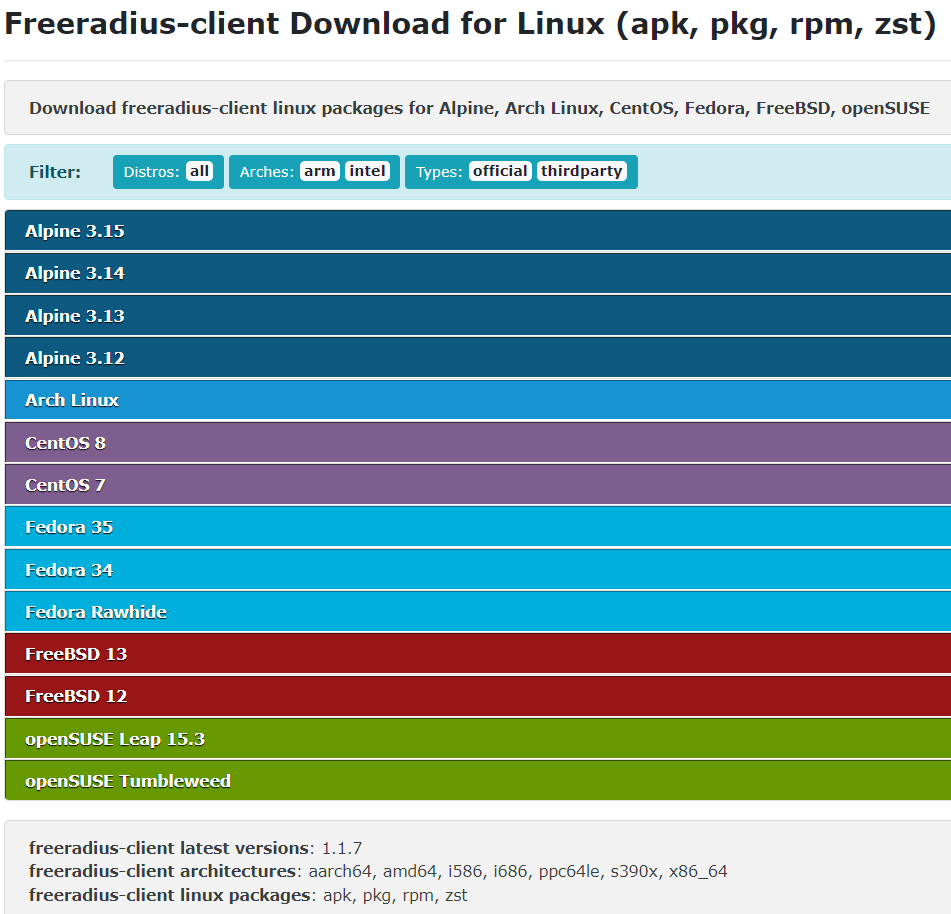 Freeradius-client Download for Linux (apk, pkg, rpm, zst)
Download freeradius-client linux packages for Alpine, Arch Linux, CentOS, Fedora, FreeBSD, openSUSE
Filter: Distros: all Arches: arm intel Types: official thirdparty
Alpine 3.15
Alpine 3.14
Alpine 3.13
Alpine 3.12
Arch Linux
CentOS 8
CentOS 7
Fedora 35
Fedora 34
Fedora Rawhide
FreeBSD 13
FreeBSD 12
openSUSE Leap 15.3
openSUSE Tumbleweed
freeradius-client latest versions: 1.1.7
freeradius-client architectures: aarch64, amd64, i586, i686, ppc64le, s390x, x86_64
freeradius-client linux packages: apk, pkg, rpm, zst